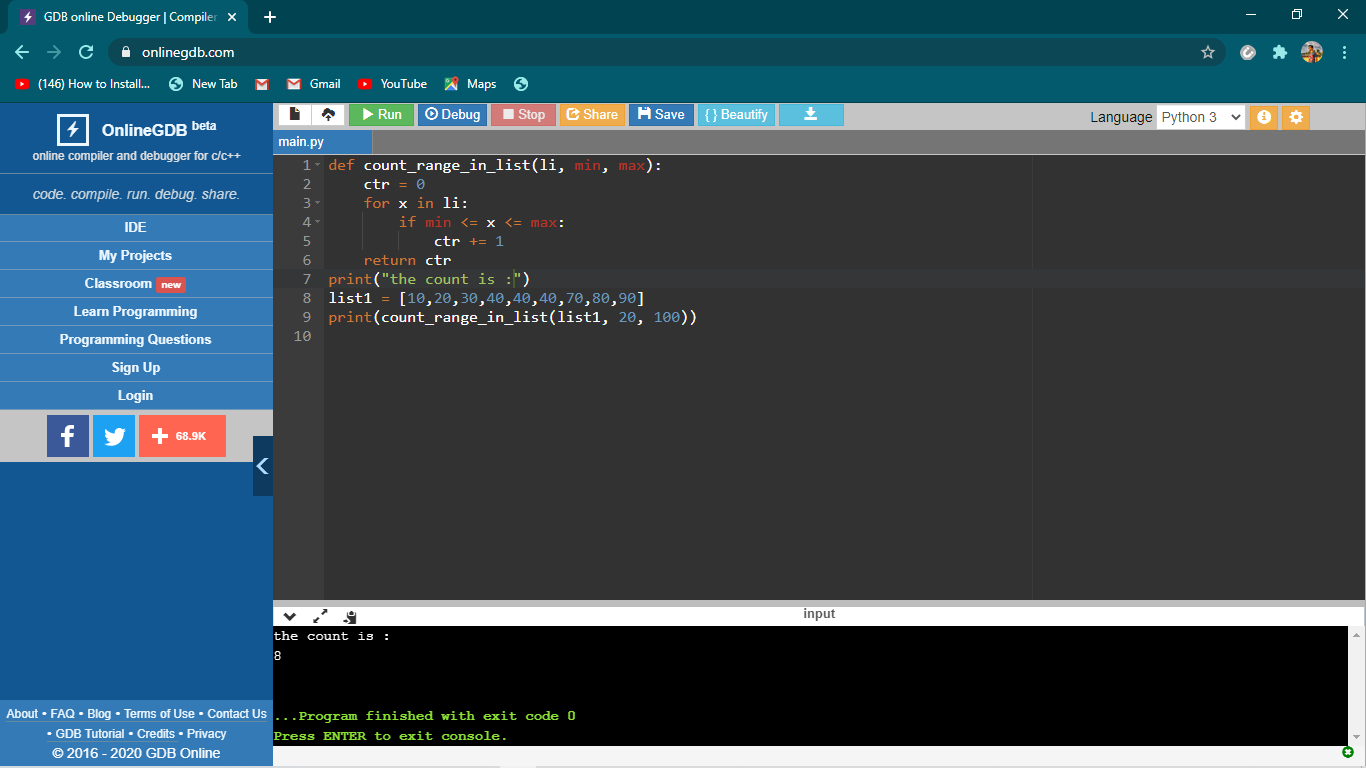 GDB online Debugger | Compiler
onlinegdb.com
(146) How to Install... New Tab Gmail YouTube Maps
OnlineGDB beta
online compiler and debugger for c/c++
code. compile. run. debug. share.
IDE
My Projects
Classroom new
Learn Programming
Programming Questions
Sign Up
Login
68.9K
About • FAQ • Blog • Terms of Use • Contact Us
• GDB Tutorial • Credits • Privacy
© 2016 - 2020 GDB Online
Run Debug Stop Share Save { } Beautify Language Python 3
main.py
1 def count_range_in_list(li, min, max):
2     ctr = 0
3     for x in li:
4         if min <= x <= max:
5             ctr += 1
6     return ctr
7 print("the count is :")
8 list1 = [10,20,30,40,40,40,70,80,90]
9 print(count_range_in_list(list1, 20, 100))
10
input
the count is :
8
...Program finished with exit code 0
Press ENTER to exit console.